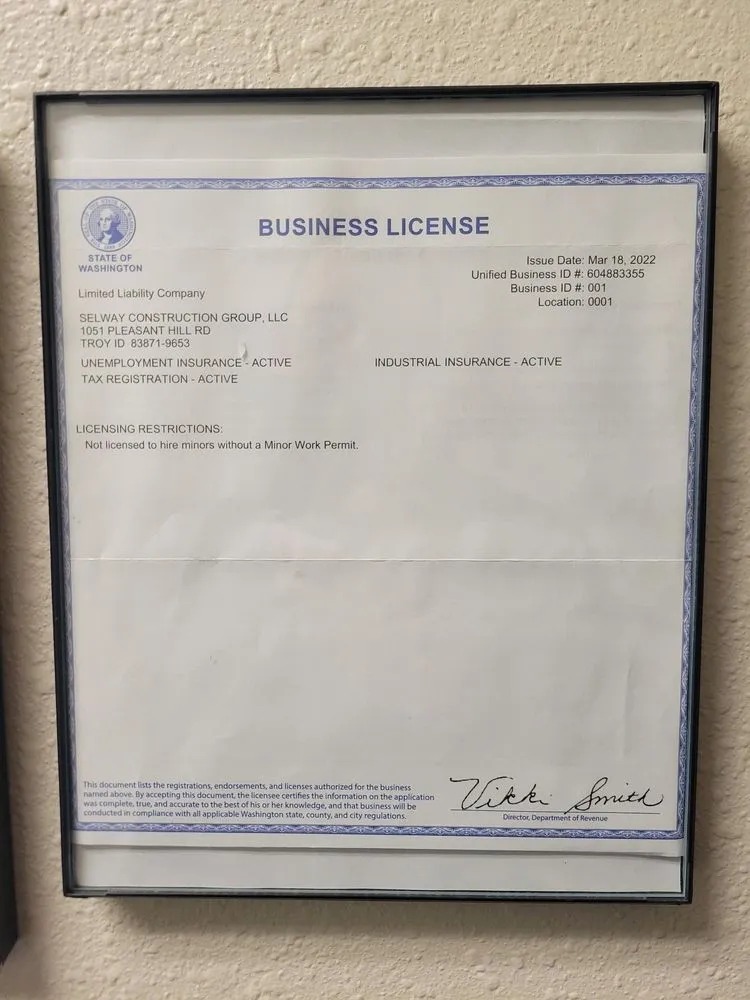 BUSINESS LICENSE
STATE OF
WASHINGTON
Issue Date: Mar 18, 2022
Unified Business ID #: 604883355
Business ID #: 001
Location: 0001
Limited Liability Company
SELWAY CONSTRUCTION GROUP, LLC
1051 PLEASANT HILL RD
TROY ID 83871-9653
UNEMPLOYMENT INSURANCE - ACTIVE
INDUSTRIAL INSURANCE - ACTIVE
TAX REGISTRATION - ACTIVE
LICENSING RESTRICTIONS:
Not licensed to hire minors without a Minor Work Permit.
This document lists the registrations, endorsements, and licenses authorized for the business
named above. By accepting this document, the licensee certifies the information on the application
was complete, true, and accurate to the best of his or her knowledge, and that business will be
conducted in compliance with all applicable Washington state, county, and city regulations.
Vikki Smith
Director, Department of Revenue